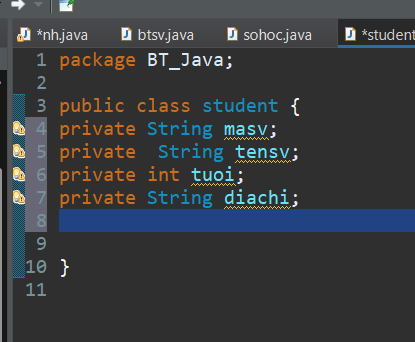 *nh.java btsv.java sohoc.java *student
1 package BT_Java;
2
3 public class student {
4 private String masv;
5 private  String tensv;
6 private int tuoi;
7 private String diachi;
8
9
10 }
11